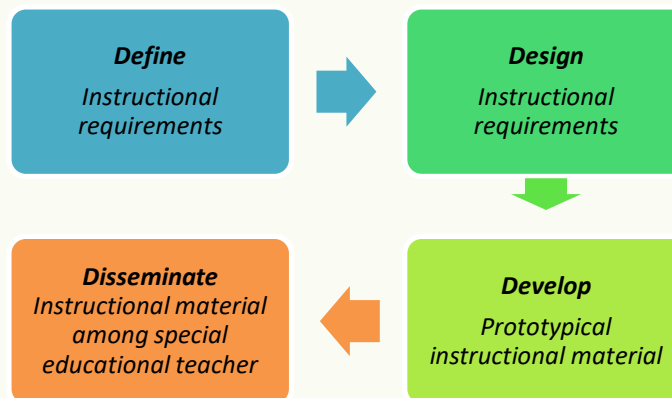 Define
Instructional
requirements
Design
Instructional
requirements
Develop
Prototypical
instructional material
Disseminate
Instructional material
among special
educational teacher